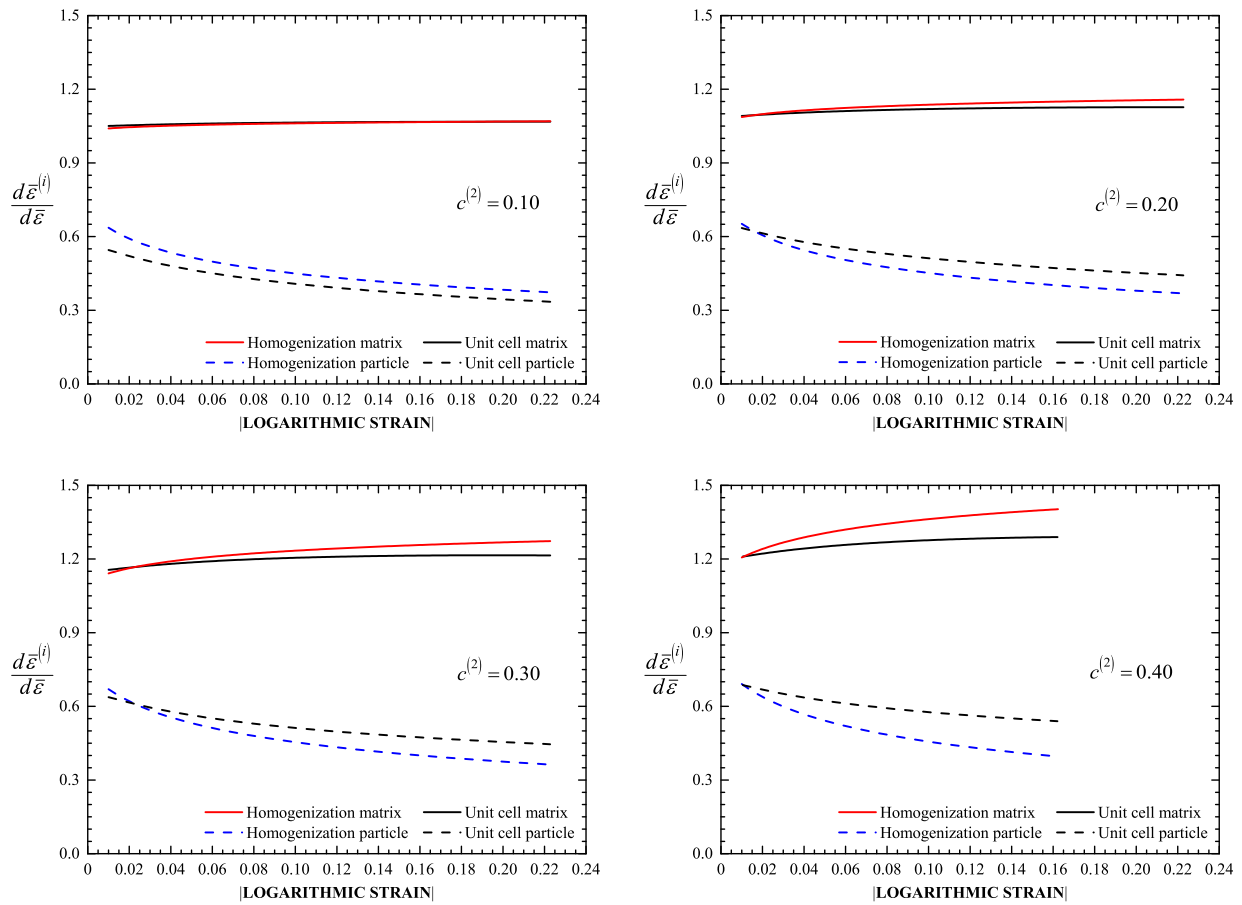 1.5
1.2
0.9
0.6
0.3
0.0
dε̄⁽ⁱ⁾
dε̄
c⁽²⁾ = 0.10
Homogenization matrix Unit cell matrix
Homogenization particle Unit cell particle
0 0.02 0.04 0.06 0.08 0.10 0.12 0.14 0.16 0.18 0.20 0.22 0.24
|LOGARITHMIC STRAIN|
1.5
1.2
0.9
0.6
0.3
0.0
dε̄⁽ⁱ⁾
dε̄
c⁽²⁾ = 0.20
Homogenization matrix Unit cell matrix
Homogenization particle Unit cell particle
0 0.02 0.04 0.06 0.08 0.10 0.12 0.14 0.16 0.18 0.20 0.22 0.24
|LOGARITHMIC STRAIN|
1.5
1.2
0.9
0.6
0.3
0.0
dε̄⁽ⁱ⁾
dε̄
c⁽²⁾ = 0.30
Homogenization matrix Unit cell matrix
Homogenization particle Unit cell particle
0 0.02 0.04 0.06 0.08 0.10 0.12 0.14 0.16 0.18 0.20 0.22 0.24
|LOGARITHMIC STRAIN|
1.5
1.2
0.9
0.6
0.3
0.0
dε̄⁽ⁱ⁾
dε̄
c⁽²⁾ = 0.40
Homogenization matrix Unit cell matrix
Homogenization particle Unit cell particle
0 0.02 0.04 0.06 0.08 0.10 0.12 0.14 0.16 0.18 0.20 0.22 0.24
|LOGARITHMIC STRAIN|